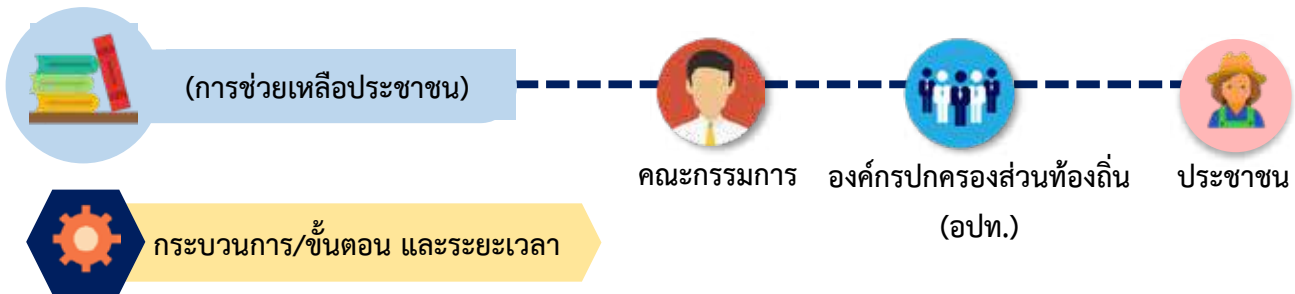 (การช่วยเหลือประชาชน)
คณะกรรมการ
องค์กรปกครองส่วนท้องถิ่น
(อปท.)
ประชาชน
กระบวนการ/ขั้นตอน และระยะเวลา